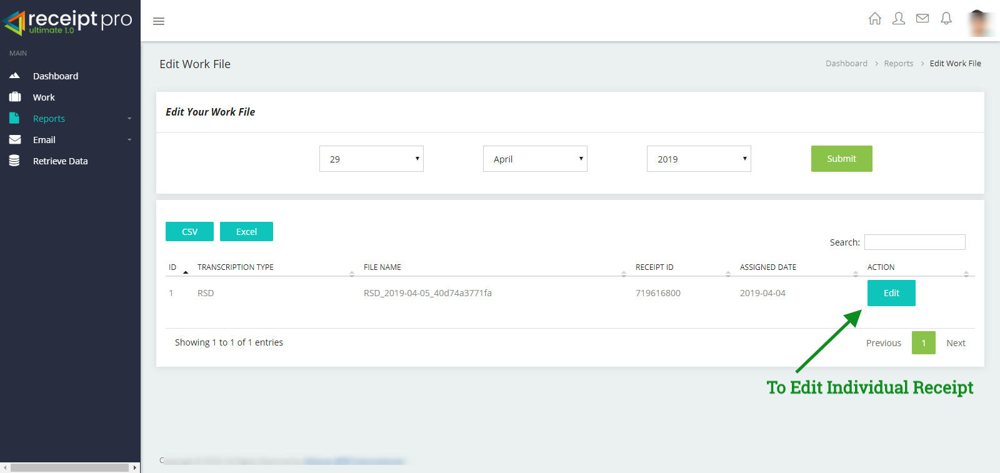 receipt pro
ultimate 1.0
MAIN
Dashboard
Work
Reports
Email
Retrieve Data
Edit Work File
Dashboard > Reports > Edit Work File
Edit Your Work File
29 April 2019 Submit
CSV Excel
Search:
ID TRANSCRIPTION TYPE FILE NAME RECEIPT ID ASSIGNED DATE ACTION
1 RSD RSD_2019-04-05_40d74a3771fa 719616800 2019-04-04 Edit
Showing 1 to 1 of 1 entries
Previous 1 Next
To Edit Individual Receipt